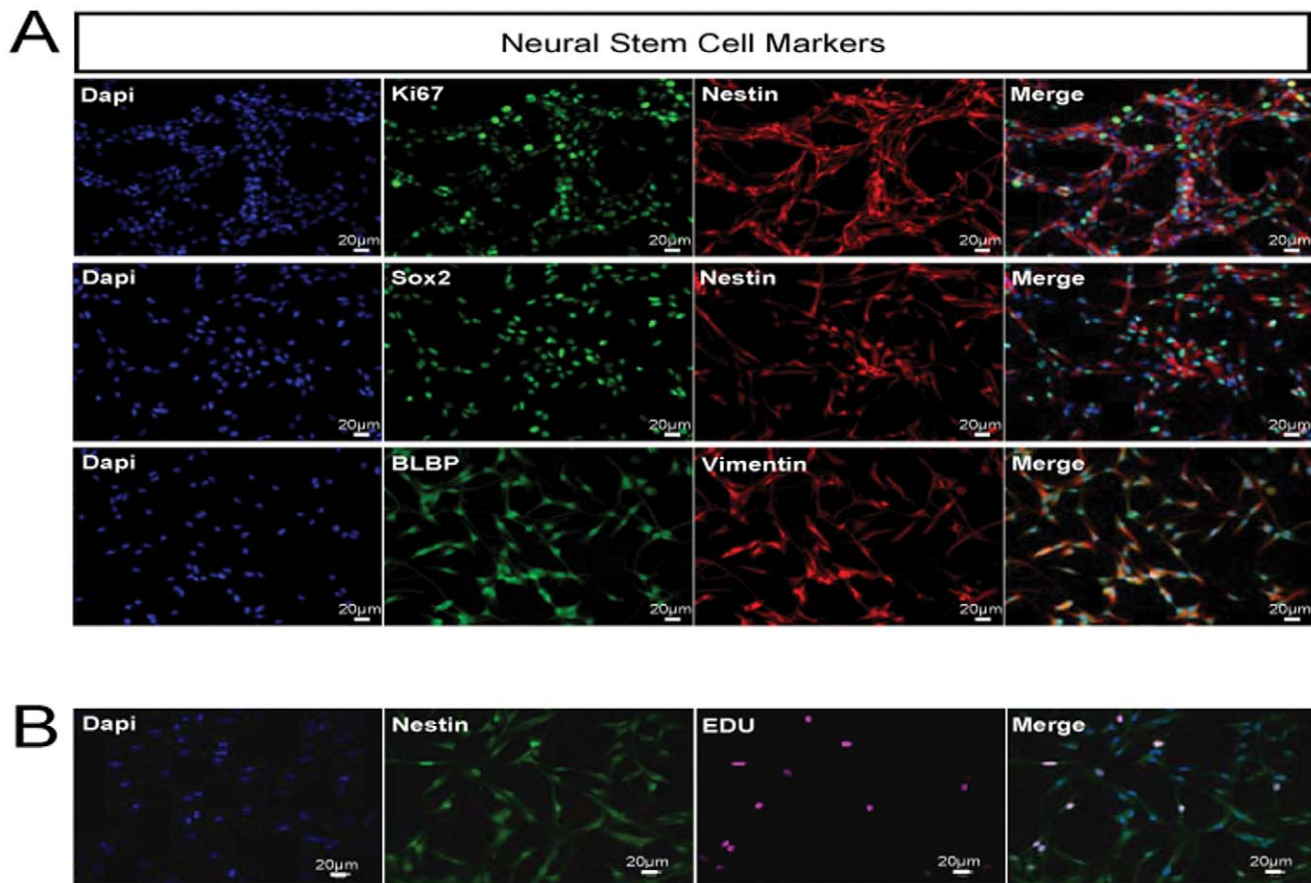 A
Neural Stem Cell Markers
Dapi Ki67 Nestin Merge
20µm 20µm 20µm 20µm
Dapi Sox2 Nestin Merge
20µm 20µm 20µm 20µm
Dapi BLBP Vimentin Merge
20µm 20µm 20µm 20µm
B
Dapi Nestin EDU Merge
20µm 20µm 20µm 20µm